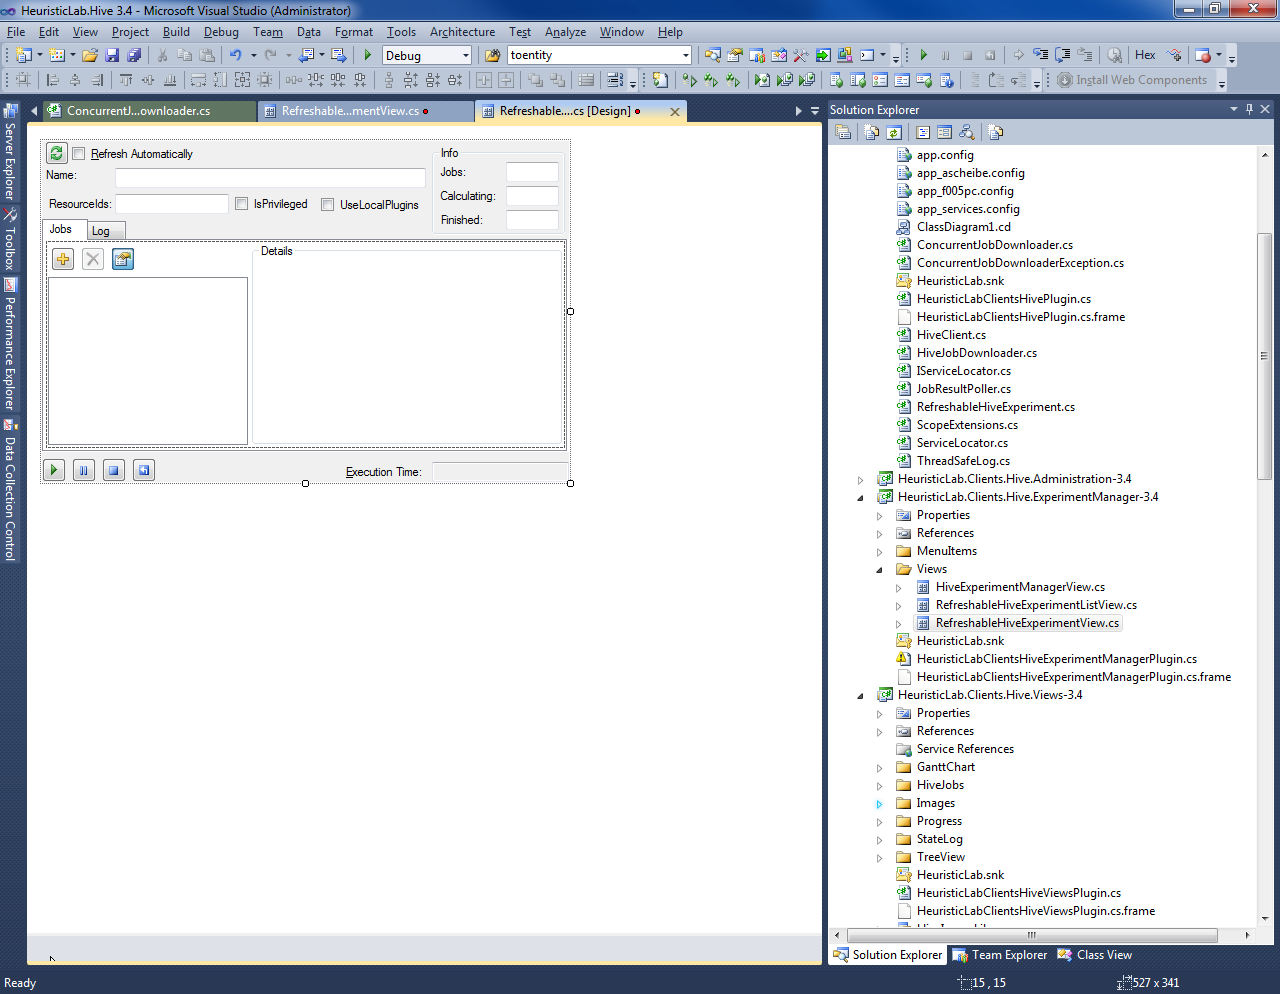 HeuristicLab.Hive 3.4 - Microsoft Visual Studio (Administrator)
File Edit View Project Build Debug Team Data Format Tools Architecture Test Analyze Window Help
Debug toentity Hex
Install Web Components
ConcurrentJ...ownloader.cs Refreshable...mentView.cs Refreshable....cs [Design]
Server Explorer
Toolbox
Performance Explorer
Data Collection Control
Refresh Automatically
Name:
ResourceIds: IsPrivileged UseLocalPlugins
Info
Jobs:
Calculating:
Finished:
Jobs Log
Details
Execution Time:
Solution Explorer
app.config
app_ascheibe.config
app_f005pc.config
app_services.config
ClassDiagram1.cd
ConcurrentJobDownloader.cs
ConcurrentJobDownloaderException.cs
HeuristicLab.snk
HeuristicLabClientsHivePlugin.cs
HeuristicLabClientsHivePlugin.cs.frame
HiveClient.cs
HiveJobDownloader.cs
IServiceLocator.cs
JobResultPoller.cs
RefreshableHiveExperiment.cs
ScopeExtensions.cs
ServiceLocator.cs
ThreadSafeLog.cs
HeuristicLab.Clients.Hive.Administration-3.4
HeuristicLab.Clients.Hive.ExperimentManager-3.4
Properties
References
MenuItems
Views
HiveExperimentManagerView.cs
RefreshableHiveExperimentListView.cs
RefreshableHiveExperimentView.cs
HeuristicLab.snk
HeuristicLabClientsHiveExperimentManagerPlugin.cs
HeuristicLabClientsHiveExperimentManagerPlugin.cs.frame
HeuristicLab.Clients.Hive.Views-3.4
Properties
References
Service References
GanttChart
HiveJobs
Images
Progress
StateLog
TreeView
HeuristicLab.snk
HeuristicLabClientsHiveViewsPlugin.cs
HeuristicLabClientsHiveViewsPlugin.cs.frame
Solution Explorer Team Explorer Class View
Ready 15 , 15 527 x 341